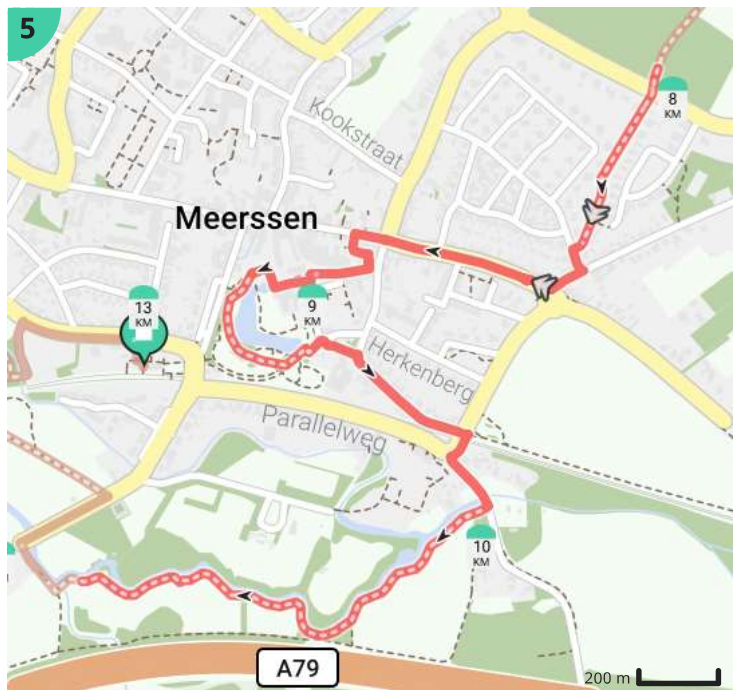 5
8
KM
Kookstraat
Meerssen
13
KM
9
KM
Herkenberg
Parallelweg
10
KM
A79
200 m